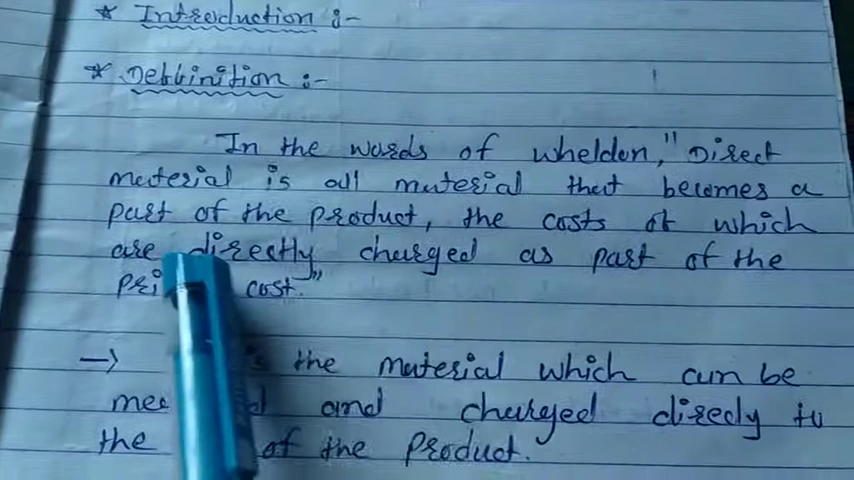 * Introduction :-
* Deffinition :-
In the words of whelden, "Direct
material is all material that becomes a
part of the product, the costs of which
are directly charged as part of the
cost."
→ the material which can be
and charged direcly to
the of the product.